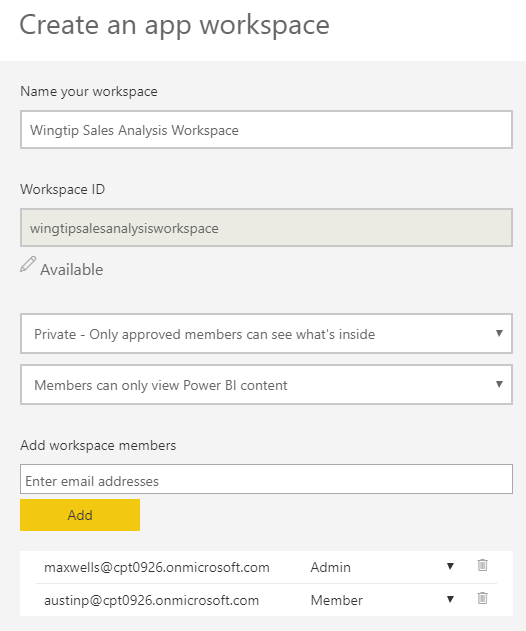 Create an app workspace
Name your workspace
Wingtip Sales Analysis Workspace
Workspace ID
wingtipsalesanalysisworkspace
Available
Private - Only approved members can see what's inside
Members can only view Power BI content
Add workspace members
Enter email addresses
Add
maxwells@cpt0926.onmicrosoft.com Admin
austinp@cpt0926.onmicrosoft.com Member